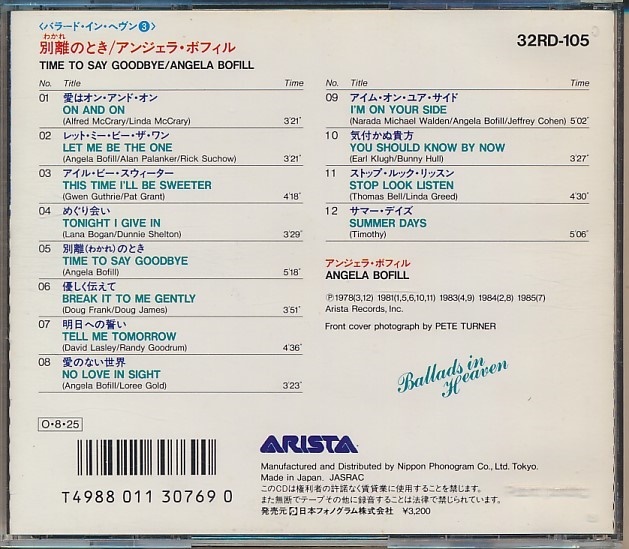 〈バラード・イン・ヘヴン❸〉
わかれ
別離のとき/アンジェラ・ボフィル
TIME TO SAY GOODBYE/ANGELA BOFILL
32RD-105
No. Title Time
01 愛はオン・アンド・オン
ON AND ON
(Alfred McCrary/Linda McCrary) 3'21"
02 レット・ミー・ビー・ザ・ワン
LET ME BE THE ONE
(Angela Bofill/Alan Palanker/Rick Suchow) 3'21"
03 アイル・ビー・スウィーター
THIS TIME I'LL BE SWEETER
(Gwen Guthrie/Pat Grant) 4'18"
04 めぐり会い
TONIGHT I GIVE IN
(Lana Bogan/Dunnie Shelton) 3'29"
05 別離(わかれ)のとき
TIME TO SAY GOODBYE
(Angela Bofill) 5'18"
06 優しく伝えて
BREAK IT TO ME GENTLY
(Doug Frank/Doug James) 3'51"
07 明日への誓い
TELL ME TOMORROW
(David Lasley/Randy Goodrum) 4'36"
08 愛のない世界
NO LOVE IN SIGHT
(Angela Bofill/Loree Gold) 3'23"
No. Title Time
09 アイム・オン・ユア・サイド
I'M ON YOUR SIDE
(Narada Michael Walden/Angela Bofill/Jeffrey Cohen) 5'02"
10 気付かぬ貴方
YOU SHOULD KNOW BY NOW
(Earl Klugh/Bunny Hull) 3'27"
11 ストップ・ルック・リッスン
STOP LOOK LISTEN
(Thomas Bell/Linda Greed) 4'30"
12 サマー・デイズ
SUMMER DAYS
(Timothy) 5'06"
アンジェラ・ボフィル
ANGELA BOFILL
Ⓟ1978(3,12) 1981(1,5,6,10,11) 1983(4,9) 1984(2,8) 1985(7)
Arista Records, Inc.
Front cover photograph by PETE TURNER
Ballads in
Heaven
O・8・25
T4988 011 30769 0
ARISTA
Manufactured and Distributed by Nippon Phonogram Co., Ltd. Tokyo.
Made in Japan. JASRAC
このCDは権利者の許諾なく賃貸業に使用することを禁じます。
また無断でテープその他に録音することは法律で禁じられています。
発売元 日本フォノグラム株式会社 ¥3,200